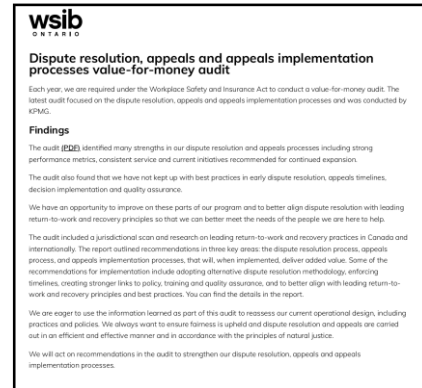 wsib
ONTARIO
Dispute resolution, appeals and appeals implementation
processes value-for-money audit
Each year, we are required under the Workplace Safety and Insurance Act to conduct a value-for-money audit. The
latest audit focused on the dispute resolution, appeals and appeals implementation processes and was conducted by
KPMG.
Findings
The audit (PDF) identified many strengths in our dispute resolution and appeals processes including strong
performance metrics, consistent service and current initiatives recommended for continued expansion.
The audit also found that we have not kept up with best practices in early dispute resolution, appeals timelines,
decision implementation and quality assurance.
We have an opportunity to improve on these parts of our program and to better align dispute resolution with leading
return-to-work and recovery principles so that we can better meet the needs of the people we are here to help.
The audit included a jurisdictional scan and research on leading return-to-work and recovery practices in Canada and
internationally. The report outlined recommendations in three key areas: the dispute resolution process, appeals
process, and appeals implementation processes, that will, when implemented, deliver added value. Some of the
recommendations for implementation include adopting alternative dispute resolution methodology, enforcing
timelines, creating stronger links to policy, training and quality assurance, and to better align with leading return-to-
work and recovery principles and best practices. You can find the details in the report.
We are eager to use the information learned as part of this audit to reassess our current operational design, including
practices and policies. We always want to ensure fairness is upheld and dispute resolution and appeals are carried
out in an efficient and effective manner and in accordance with the principles of natural justice.
We will act on recommendations in the audit to strengthen our dispute resolution, appeals and appeals
implementation processes.